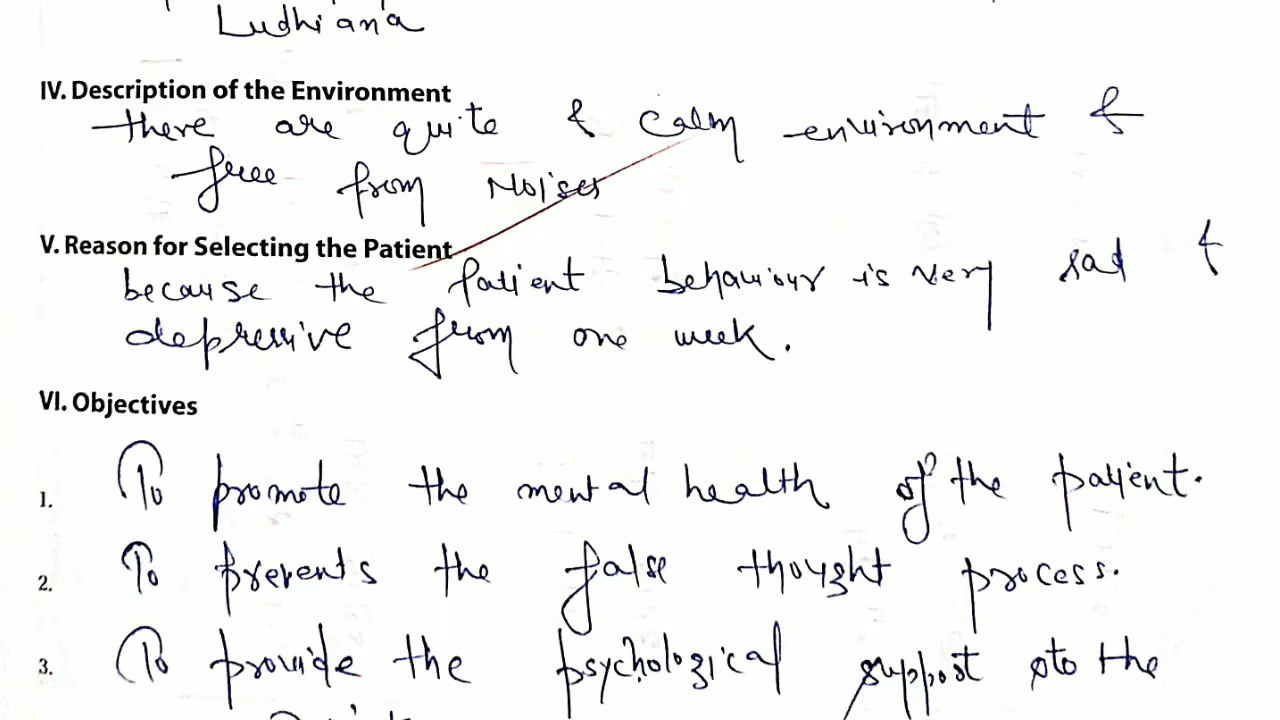 Ludhiana
IV. Description of the Environment
there are quite & calm environment &
free from Noises
V. Reason for Selecting the Patient
because the patient behaviour is very sad &
depressive from one week.
VI. Objectives
1. To promote the mental health of the patient.
2. To prevents the false thought process.
3. To provide the psychological support to the